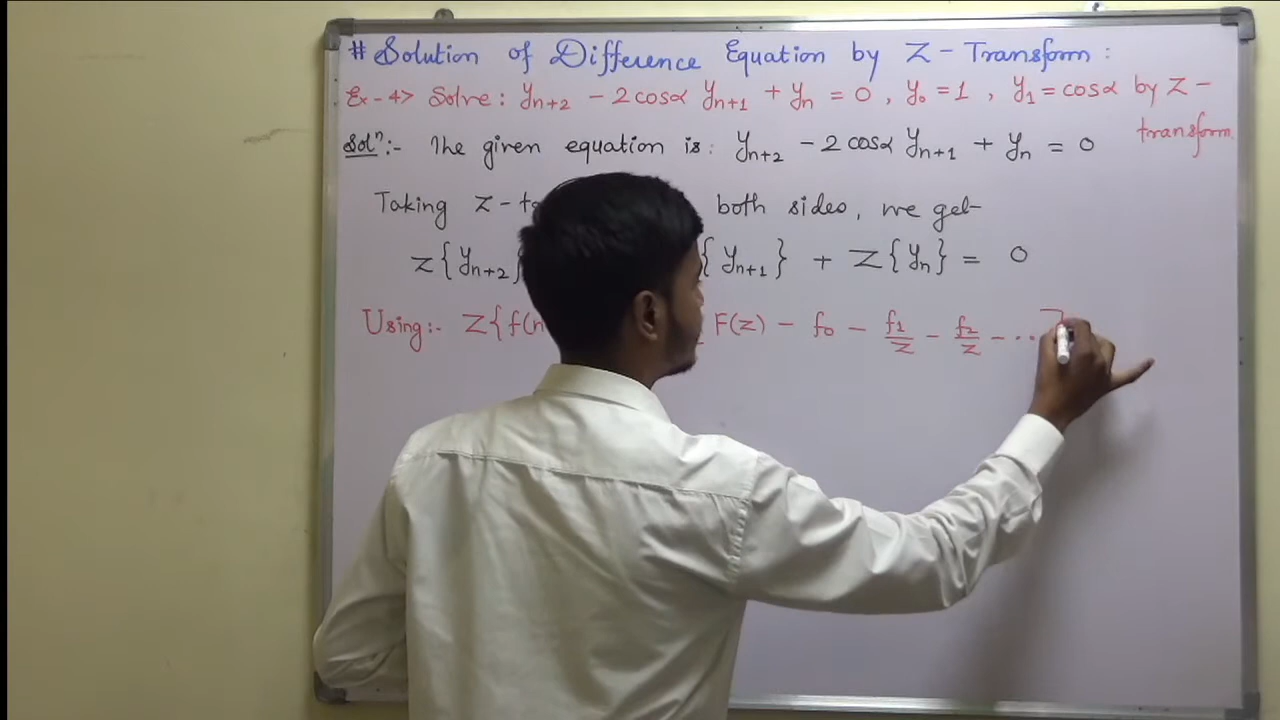 # Solution of Difference Equation by Z-Transform:
Ex-4> Solve: yₙ₊₂ - 2cosα yₙ₊₁ + yₙ = 0, y₀ = 1, y₁ = cosα by Z-
transform.
Solⁿ:- The given equation is: yₙ₊₂ - 2 cosα yₙ₊₁ + yₙ = 0
Taking Z- both sides, we get
Z{yₙ₊₂} {yₙ₊₁} + Z{yₙ} = 0
Using:- Z{f(n F(z) - f₀ - f₁/z - f₂/z - ...]